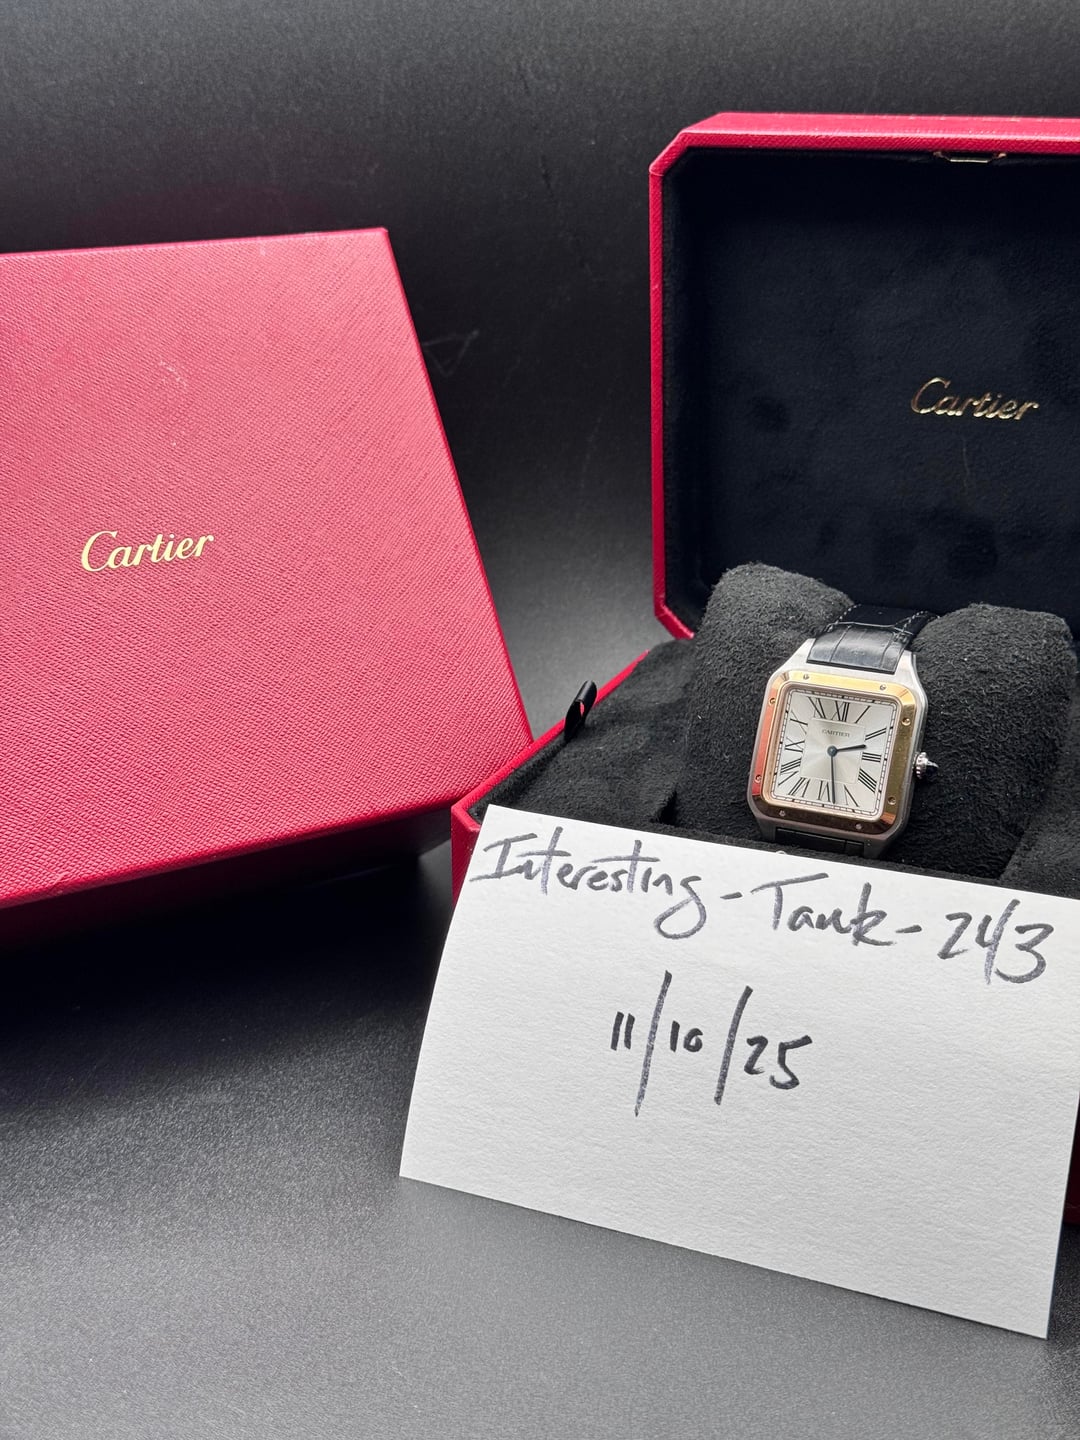 Cartier
Cartier
CARTIER
Interesting-Tank-243
11/10/25